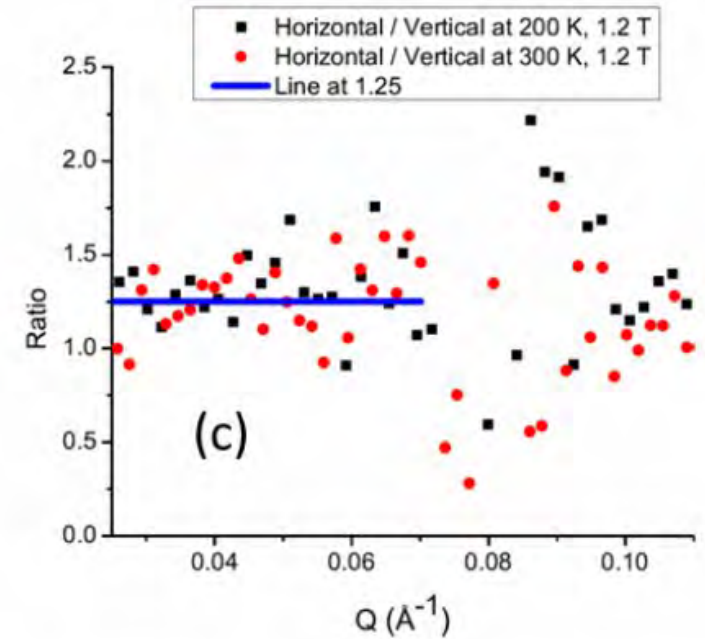 Horizontal / Vertical at 200 K, 1.2 T
Horizontal / Vertical at 300 K, 1.2 T
Line at 1.25
2.5
2.0
1.5
1.0
0.5
0.0
Ratio
(c)
0.04 0.06 0.08 0.10
Q (Å⁻¹)